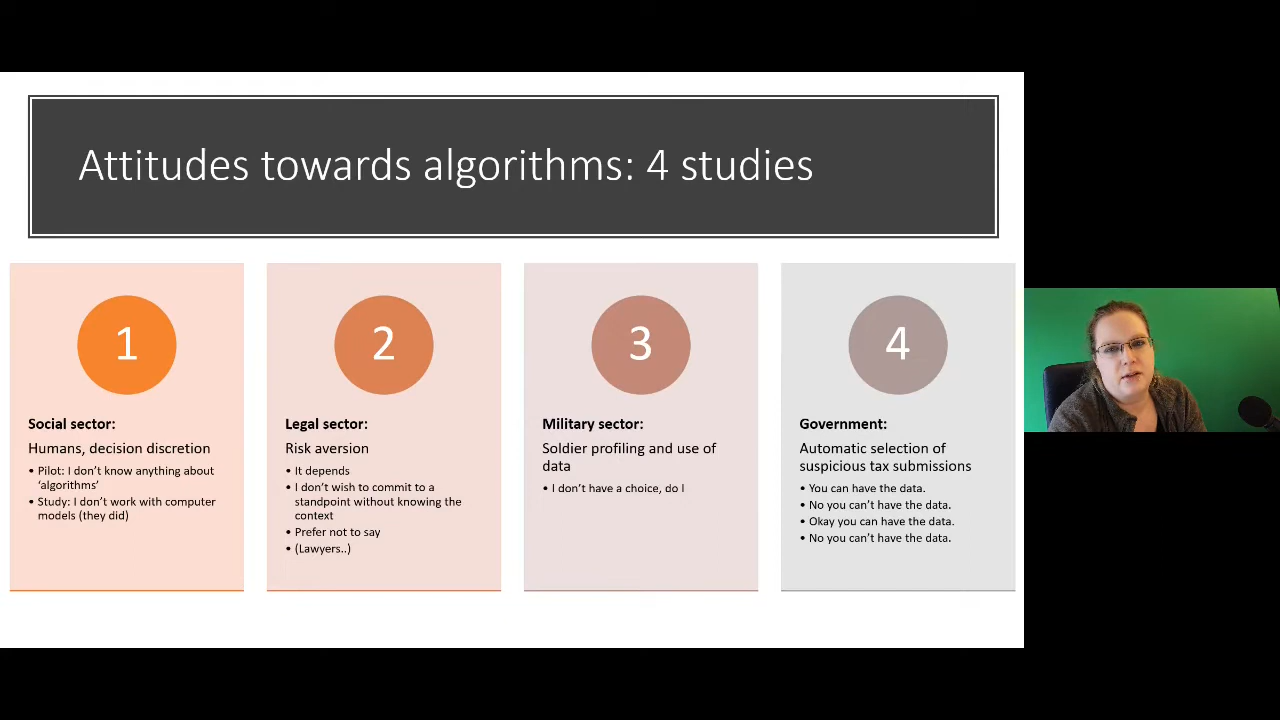 Attitudes towards algorithms: 4 studies
1
Social sector:
Humans, decision discretion
• Pilot: I don't know anything about
'algorithms'
• Study: I don't work with computer
models (they did)
2
Legal sector:
Risk aversion
• It depends
• I don't wish to commit to a
standpoint without knowing the
context
• Prefer not to say
• (Lawyers..)
3
Military sector:
Soldier profiling and use of
data
• I don't have a choice, do I
4
Government:
Automatic selection of
suspicious tax submissions
• You can have the data.
• No you can't have the data.
• Okay you can have the data.
• No you can't have the data.